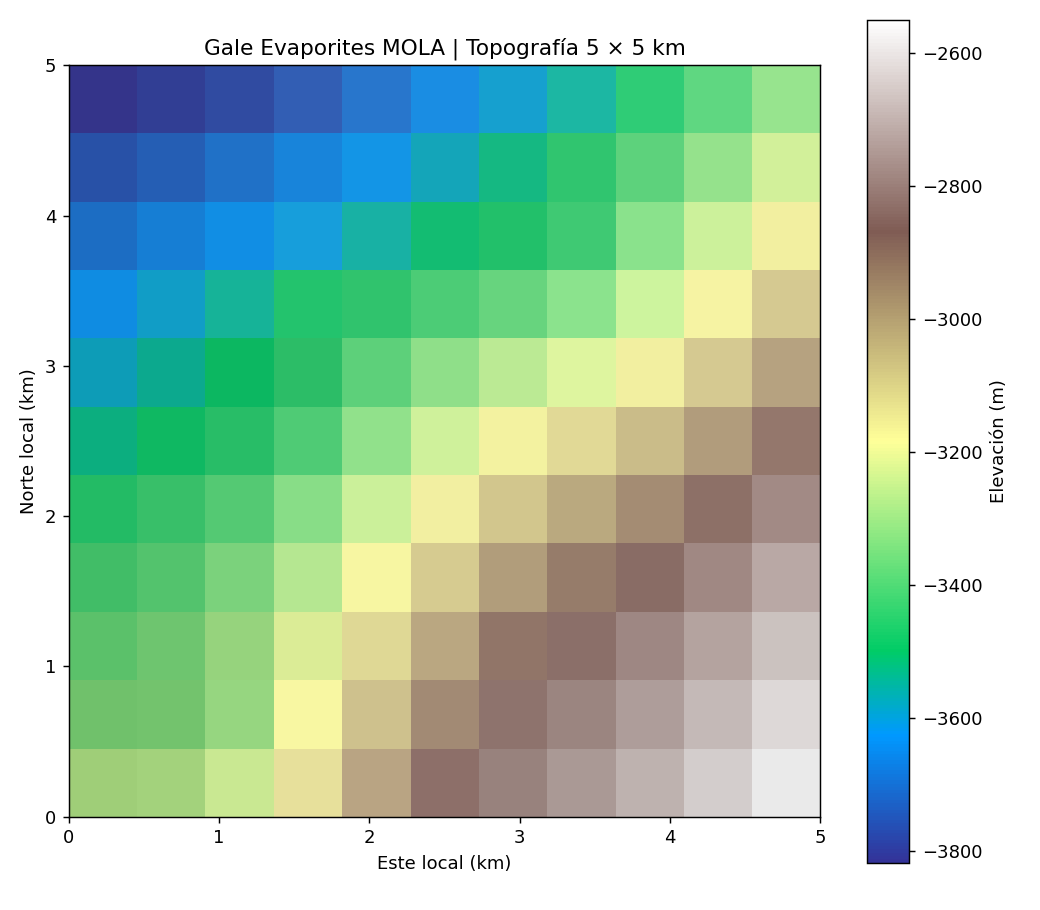 Gale Evaporites MOLA | Topografía 5 × 5 km
5
4
3
2
1
0
Norte local (km)
0 1 2 3 4 5
Este local (km)
−2600
−2800
−3000
−3200
−3400
−3600
−3800
Elevación (m)